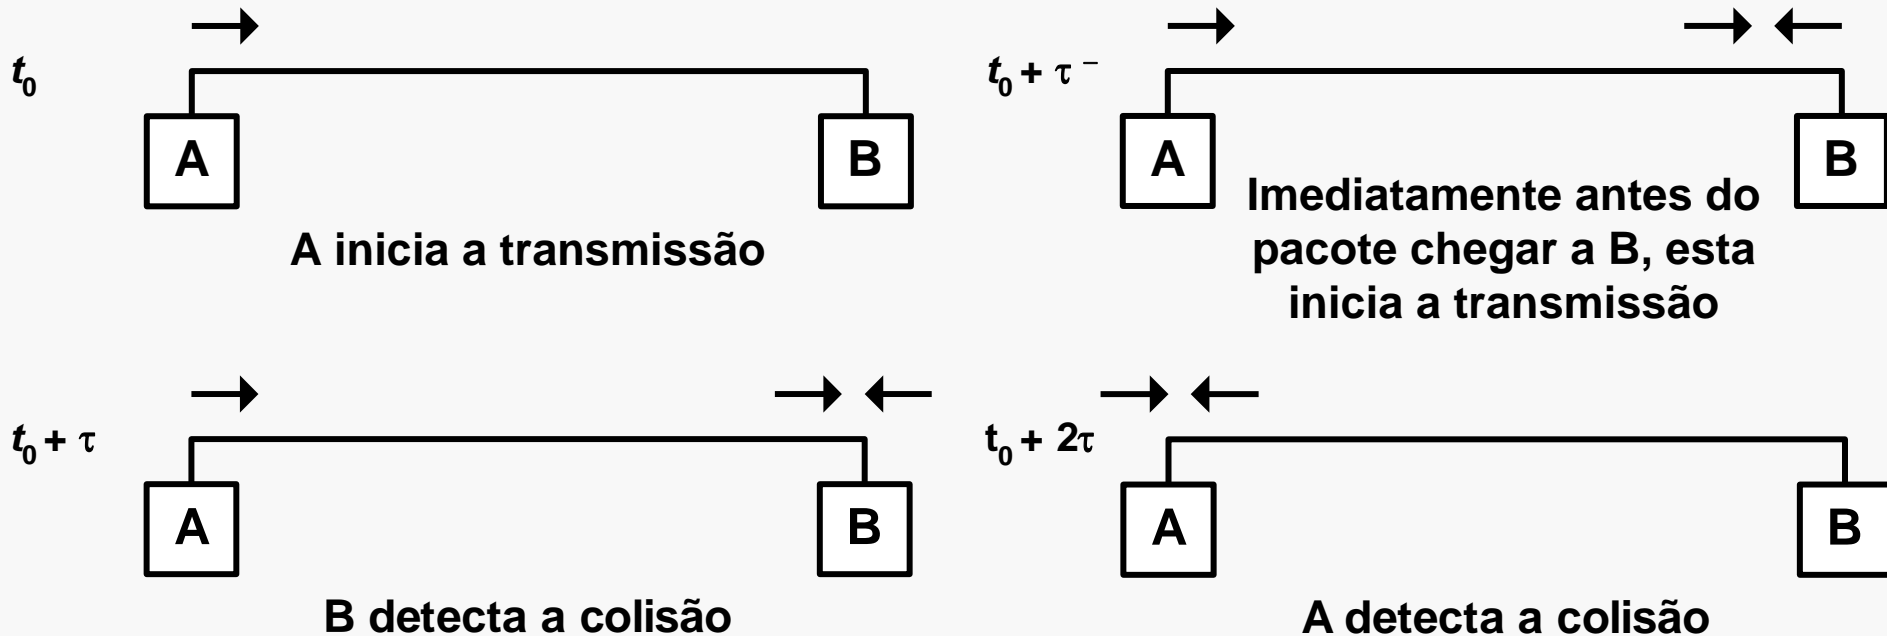 t₀
A
B
A inicia a transmissão
t₀ + τ ⁻
A
B
Imediatamente antes do
pacote chegar a B, esta
inicia a transmissão
t₀ + τ
A
B
B detecta a colisão
t₀ + 2τ
A
B
A detecta a colisão